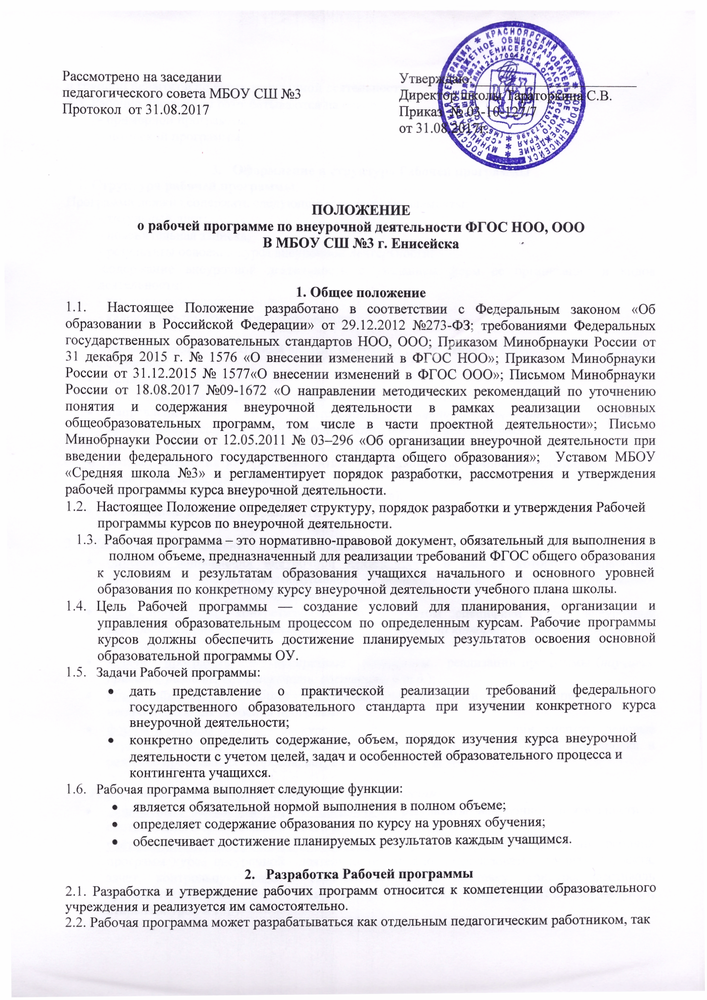 Рассмотрено на заседании
педагогического совета МБОУ СШ №3
Протокол от 31.08.2017
Утверждаю:
Директор школы Тараторкина С.В.
Приказ № 03-10-127/7
от 31.08.2017г.
РОССИЙСКАЯ ФЕДЕРАЦИЯ * КРАСНОЯРСКИЙ КРАЙ * ГОРОД ЕНИСЕЙСК
ПОЛОЖЕНИЕ
о рабочей программе по внеурочной деятельности ФГОС НОО, ООО
В МБОУ СШ №3 г. Енисейска
1. Общее положение
1.1. Настоящее Положение разработано в соответствии с Федеральным законом «Об
образовании в Российской Федерации» от 29.12.2012 №273-ФЗ; требованиями Федеральных
государственных образовательных стандартов НОО, ООО; Приказом Минобрнауки России от
31 декабря 2015 г. № 1576 «О внесении изменений в ФГОС НОО»; Приказом Минобрнауки
России от 31.12.2015 № 1577«О внесении изменений в ФГОС ООО»; Письмом Минобрнауки
России от 18.08.2017 №09-1672 «О направлении методических рекомендаций по уточнению
понятия и содержания внеурочной деятельности в рамках реализации основных
общеобразовательных программ, том числе в части проектной деятельности»; Письмо
Минобрнауки России от 12.05.2011 № 03–296 «Об организации внеурочной деятельности при
введении федерального государственного стандарта общего образования»; Уставом МБОУ
«Средняя школа №3» и регламентирует порядок разработки, рассмотрения и утверждения
рабочей программы курса внеурочной деятельности.
1.2. Настоящее Положение определяет структуру, порядок разработки и утверждения Рабочей
программы курсов по внеурочной деятельности.
1.3. Рабочая программа – это нормативно-правовой документ, обязательный для выполнения в
полном объеме, предназначенный для реализации требований ФГОС общего образования
к условиям и результатам образования учащихся начального и основного уровней
образования по конкретному курсу внеурочной деятельности учебного плана школы.
1.4. Цель Рабочей программы — создание условий для планирования, организации и
управления образовательным процессом по определенным курсам. Рабочие программы
курсов должны обеспечить достижение планируемых результатов освоения основной
образовательной программы ОУ.
1.5. Задачи Рабочей программы:
• дать представление о практической реализации требований федерального
государственного образовательного стандарта при изучении конкретного курса
внеурочной деятельности;
• конкретно определить содержание, объем, порядок изучения курса внеурочной
деятельности с учетом целей, задач и особенностей образовательного процесса и
контингента учащихся.
1.6. Рабочая программа выполняет следующие функции:
• является обязательной нормой выполнения в полном объеме;
• определяет содержание образования по курсу на уровнях обучения;
• обеспечивает достижение планируемых результатов каждым учащимся.
2. Разработка Рабочей программы
2.1. Разработка и утверждение рабочих программ относится к компетенции образовательного
учреждения и реализуется им самостоятельно.
2.2. Рабочая программа может разрабатываться как отдельным педагогическим работником, так